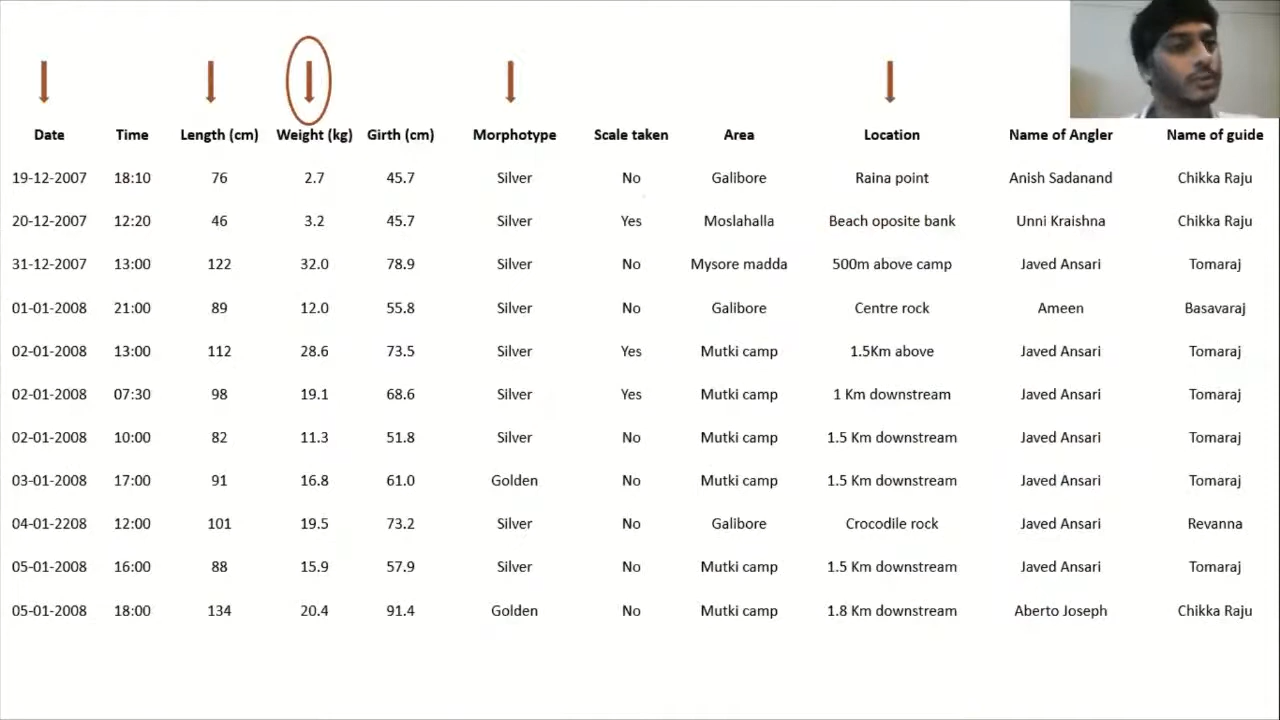 Date Time Length (cm) Weight (kg) Girth (cm) Morphotype Scale taken Area Location Name of Angler Name of guide
19-12-2007 18:10 76 2.7 45.7 Silver No Galibore Raina point Anish Sadanand Chikka Raju
20-12-2007 12:20 46 3.2 45.7 Silver Yes Moslahalla Beach oposite bank Unni Kraishna Chikka Raju
31-12-2007 13:00 122 32.0 78.9 Silver No Mysore madda 500m above camp Javed Ansari Tomaraj
01-01-2008 21:00 89 12.0 55.8 Silver No Galibore Centre rock Ameen Basavaraj
02-01-2008 13:00 112 28.6 73.5 Silver Yes Mutki camp 1.5Km above Javed Ansari Tomaraj
02-01-2008 07:30 98 19.1 68.6 Silver Yes Mutki camp 1 Km downstream Javed Ansari Tomaraj
02-01-2008 10:00 82 11.3 51.8 Silver No Mutki camp 1.5 Km downstream Javed Ansari Tomaraj
03-01-2008 17:00 91 16.8 61.0 Golden No Mutki camp 1.5 Km downstream Javed Ansari Tomaraj
04-01-2208 12:00 101 19.5 73.2 Silver No Galibore Crocodile rock Javed Ansari Revanna
05-01-2008 16:00 88 15.9 57.9 Silver No Mutki camp 1.5 Km downstream Javed Ansari Tomaraj
05-01-2008 18:00 134 20.4 91.4 Golden No Mutki camp 1.8 Km downstream Aberto Joseph Chikka Raju